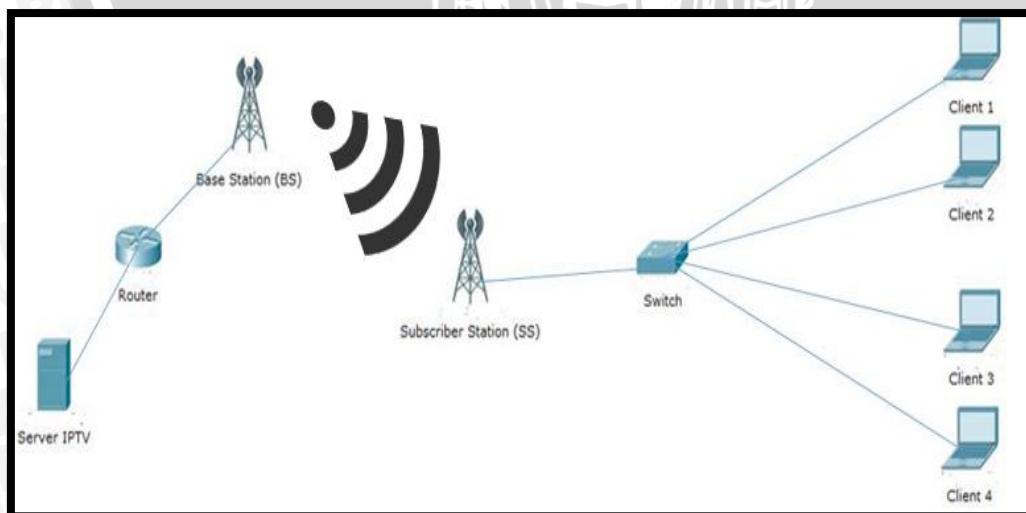 Base Station (BS)
Router
Server IPTV
Subscriber Station (SS)
Switch
Client 1
Client 2
Client 3
Client 4